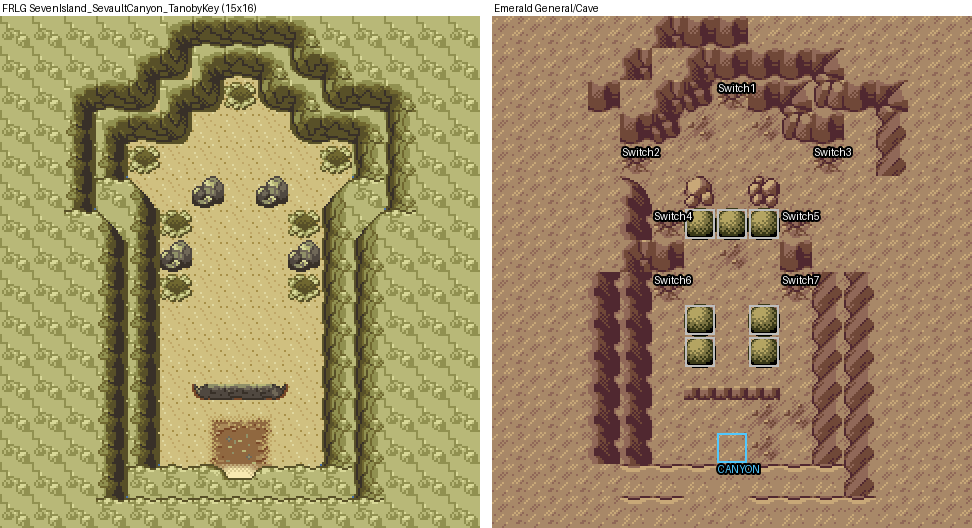 FRLG SevenIsland_SevaultCanyon_TanobyKey (15x16)
Emerald General/Cave
Switch1
Switch2
Switch3
Switch4
Switch5
Switch6
Switch7
CANYON